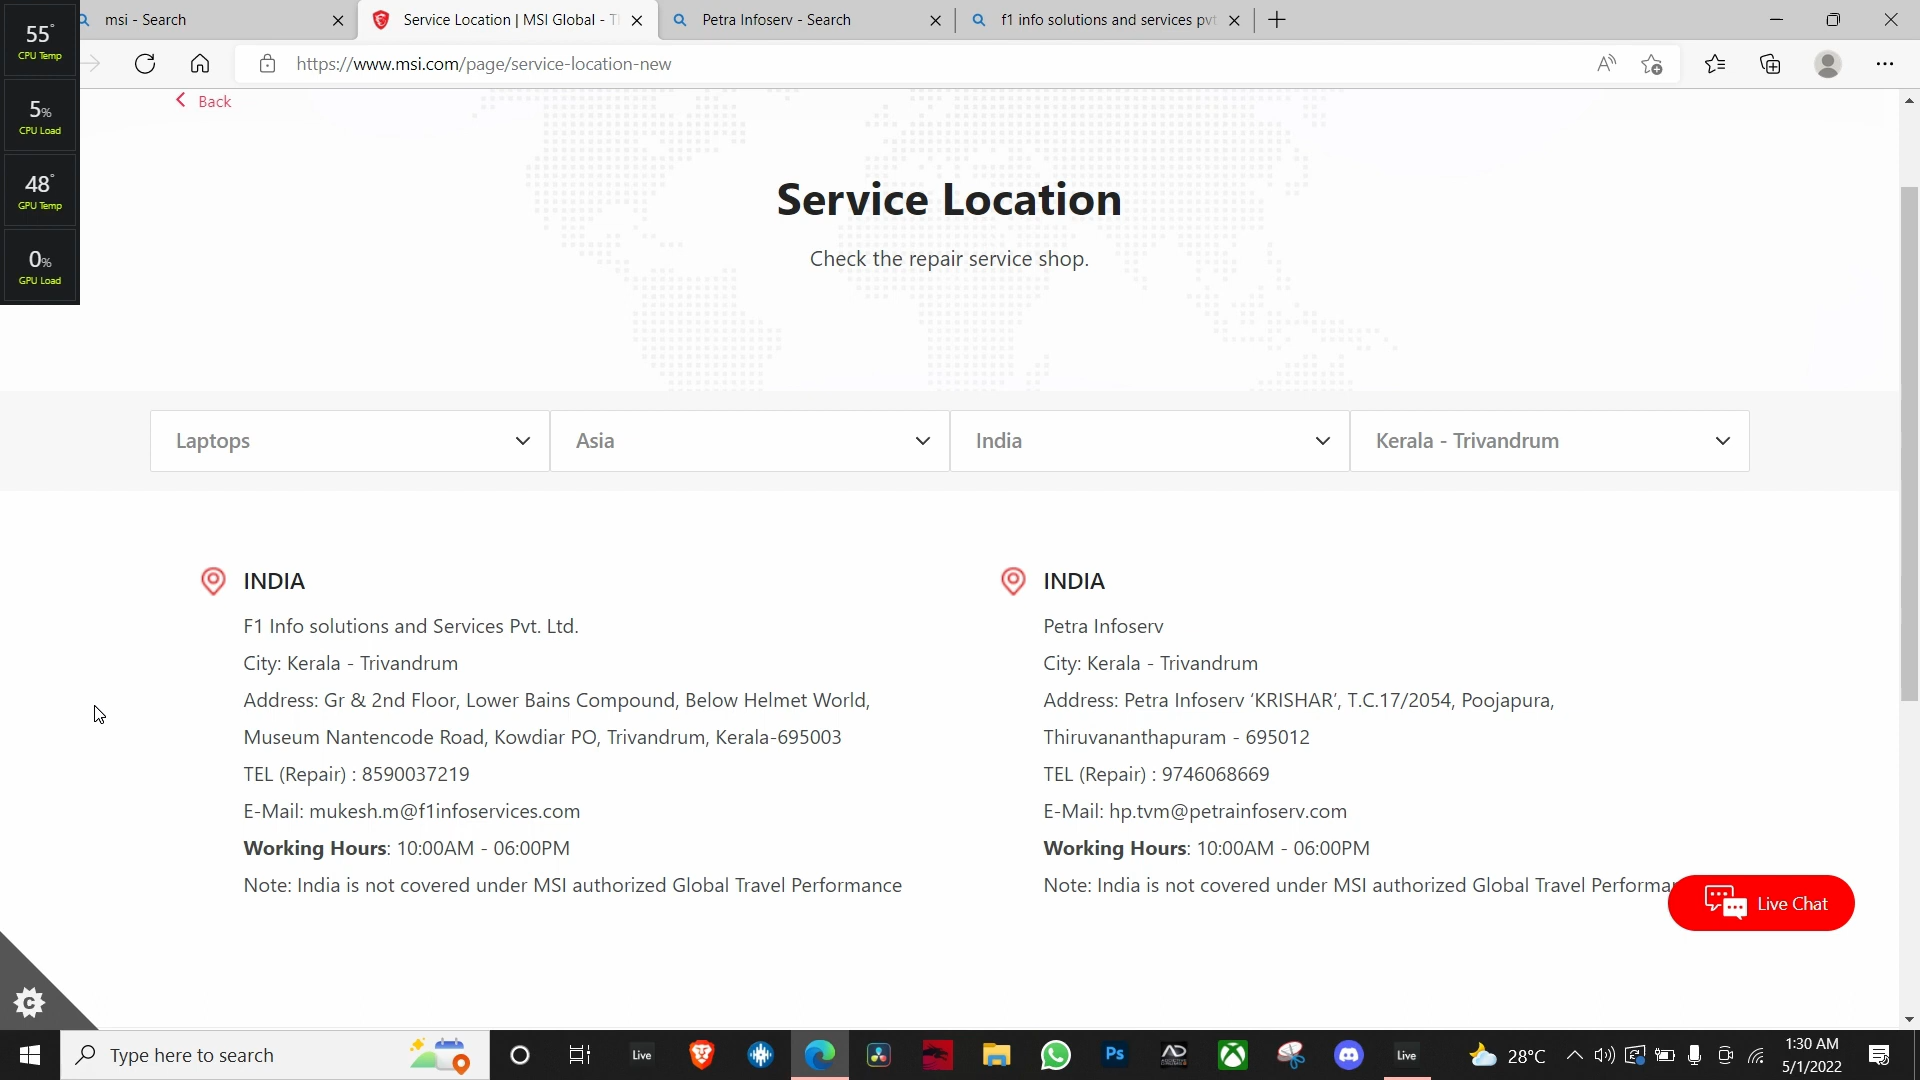 msi - Search
Service Location | MSI Global - T
Petra Infoserv - Search
f1 info solutions and services pvt
https://www.msi.com/page/service-location-new
55°
CPU Temp
5%
CPU Load
48°
GPU Temp
0%
GPU Load
Back
Service Location
Check the repair service shop.
Laptops
Asia
India
Kerala - Trivandrum
INDIA
F1 Info solutions and Services Pvt. Ltd.
City: Kerala - Trivandrum
Address: Gr & 2nd Floor, Lower Bains Compound, Below Helmet World,
Museum Nantencode Road, Kowdiar PO, Trivandrum, Kerala-695003
TEL (Repair) : 8590037219
E-Mail: mukesh.m@f1infoservices.com
Working Hours: 10:00AM - 06:00PM
Note: India is not covered under MSI authorized Global Travel Performance
INDIA
Petra Infoserv
City: Kerala - Trivandrum
Address: Petra Infoserv ‘KRISHAR’, T.C.17/2054, Poojapura,
Thiruvananthapuram - 695012
TEL (Repair) : 9746068669
E-Mail: hp.tvm@petrainfoserv.com
Working Hours: 10:00AM - 06:00PM
Note: India is not covered under MSI authorized Global Travel Performa
Live Chat
Type here to search
Live
Ps
Live
28°C
1:30 AM
5/1/2022